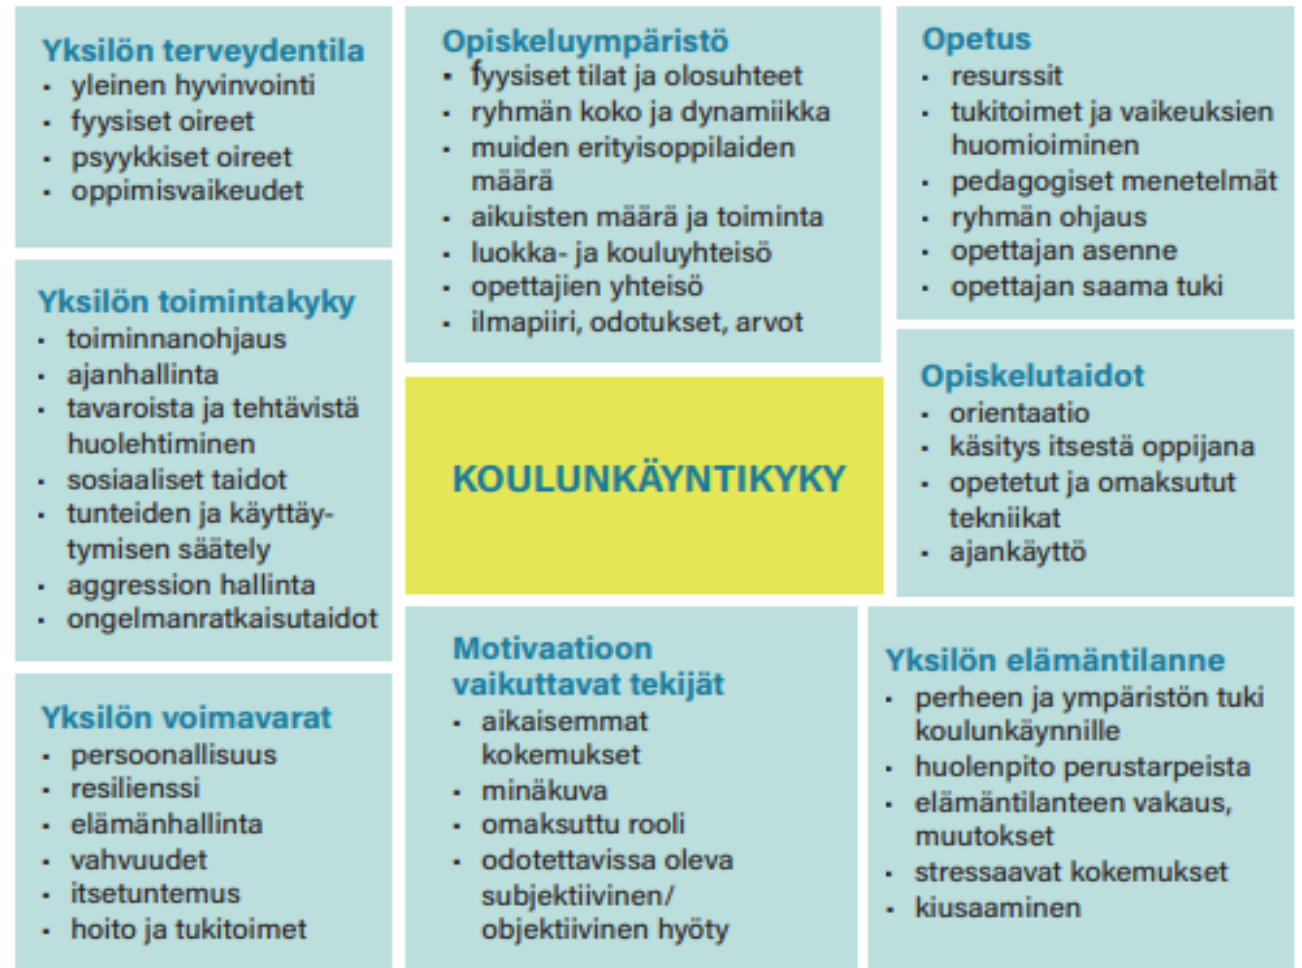 Yksilön terveydentila
· yleinen hyvinvointi
· fyysiset oireet
· psyykkiset oireet
· oppimisvaikeudet
Yksilön toimintakyky
· toiminnanohjaus
· ajanhallinta
· tavaroista ja tehtävistä
huolehtiminen
· sosiaaliset taidot
· tunteiden ja käyttäy-
tymisen säätely
· aggression hallinta
· ongelmanratkaisutaidot
Yksilön voimavarat
· persoonallisuus
· resilienssi
· elämänhallinta
· vahvuudet
· itsetuntemus
· hoito ja tukitoimet
Opiskeluympäristö
· fyysiset tilat ja olosuhteet
· ryhmän koko ja dynamiikka
· muiden erityisoppilaiden
määrä
· aikuisten määrä ja toiminta
· luokka- ja kouluyhteisö
· opettajien yhteisö
· ilmapiiri, odotukset, arvot
KOULUNKÄYNTIKYKY
Motivaatioon
vaikuttavat tekijät
· aikaisemmat
kokemukset
· minäkuva
· omaksuttu rooli
· odotettavissa oleva
subjektiivinen/
objektiivinen hyöty
Opetus
· resurssit
· tukitoimet ja vaikeuksien
huomioiminen
· pedagogiset menetelmät
· ryhmän ohjaus
· opettajan asenne
· opettajan saama tuki
Opiskelutaidot
· orientaatio
· käsitys itsestä oppijana
· opetetut ja omaksutut
tekniikat
· ajankäyttö
Yksilön elämäntilanne
· perheen ja ympäristön tuki
koulunkäynnille
· huolenpito perustarpeista
· elämäntilanteen vakaus,
muutokset
· stressaavat kokemukset
· kiusaaminen